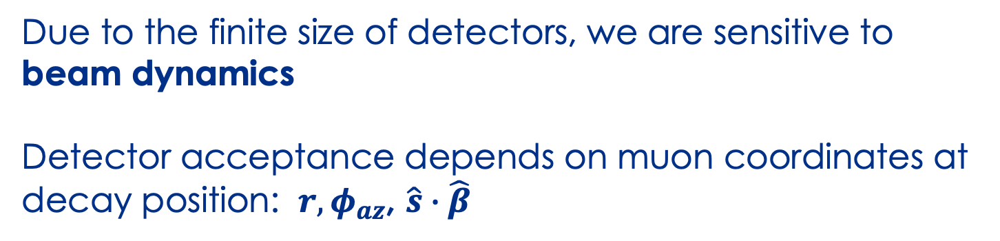 Due to the finite size of detectors, we are sensitive to
beam dynamics
Detector acceptance depends on muon coordinates at
decay position: r, ϕ_az, ŝ · β̂